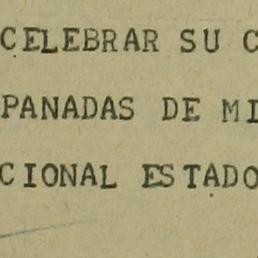 CELEBRAR SU C
PANADAS DE MI
CIONAL ESTADO